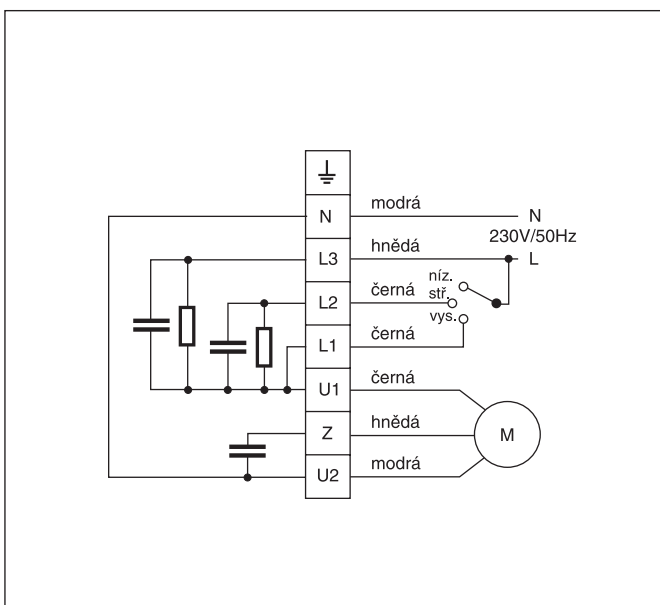 N
modrá
N
230V/50Hz
L3
hnědá
L
níz.
L2
černá
stř.
vys.
L1
černá
U1
černá
Z
hnědá
M
U2
modrá